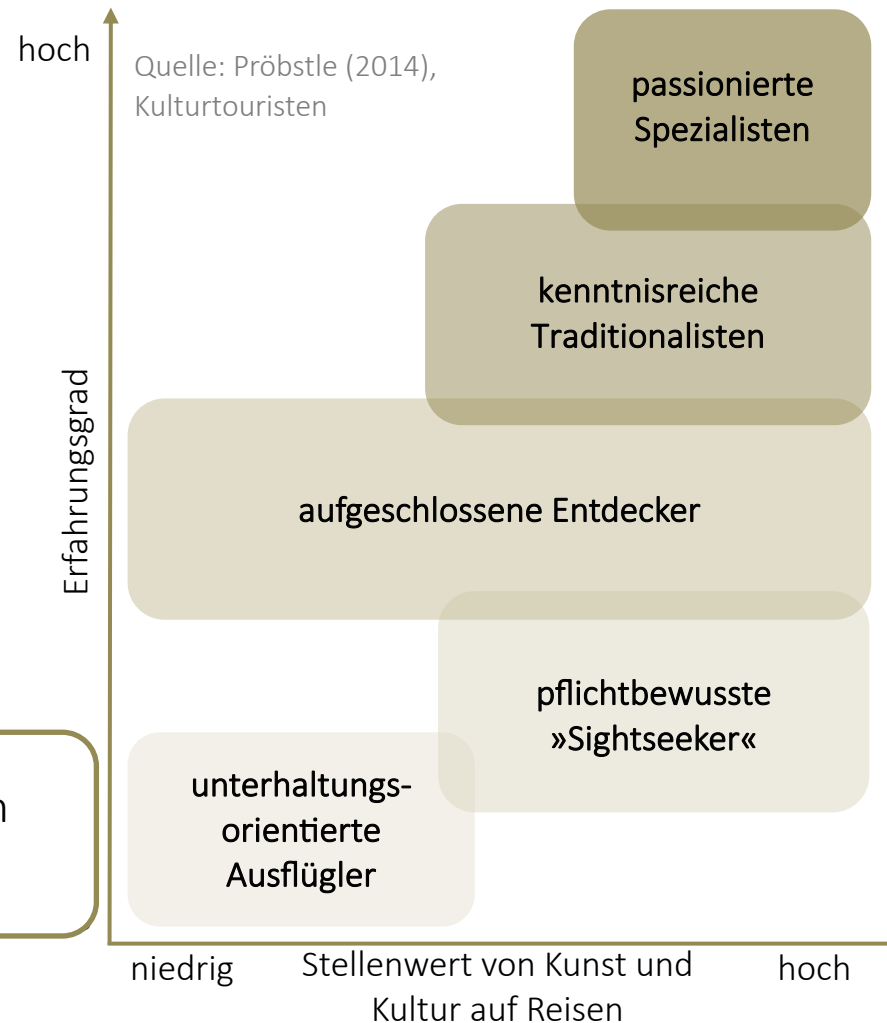 hoch
Quelle: Pröbstle (2014),
Kulturtouristen
passionierte
Spezialisten
kenntnisreiche
Traditionalisten
Erfahrungsgrad
aufgeschlossene Entdecker
pflichtbewusste
»Sightseeker«
unterhaltungs-
orientierte
Ausflügler
niedrig
Stellenwert von Kunst und
Kultur auf Reisen
hoch